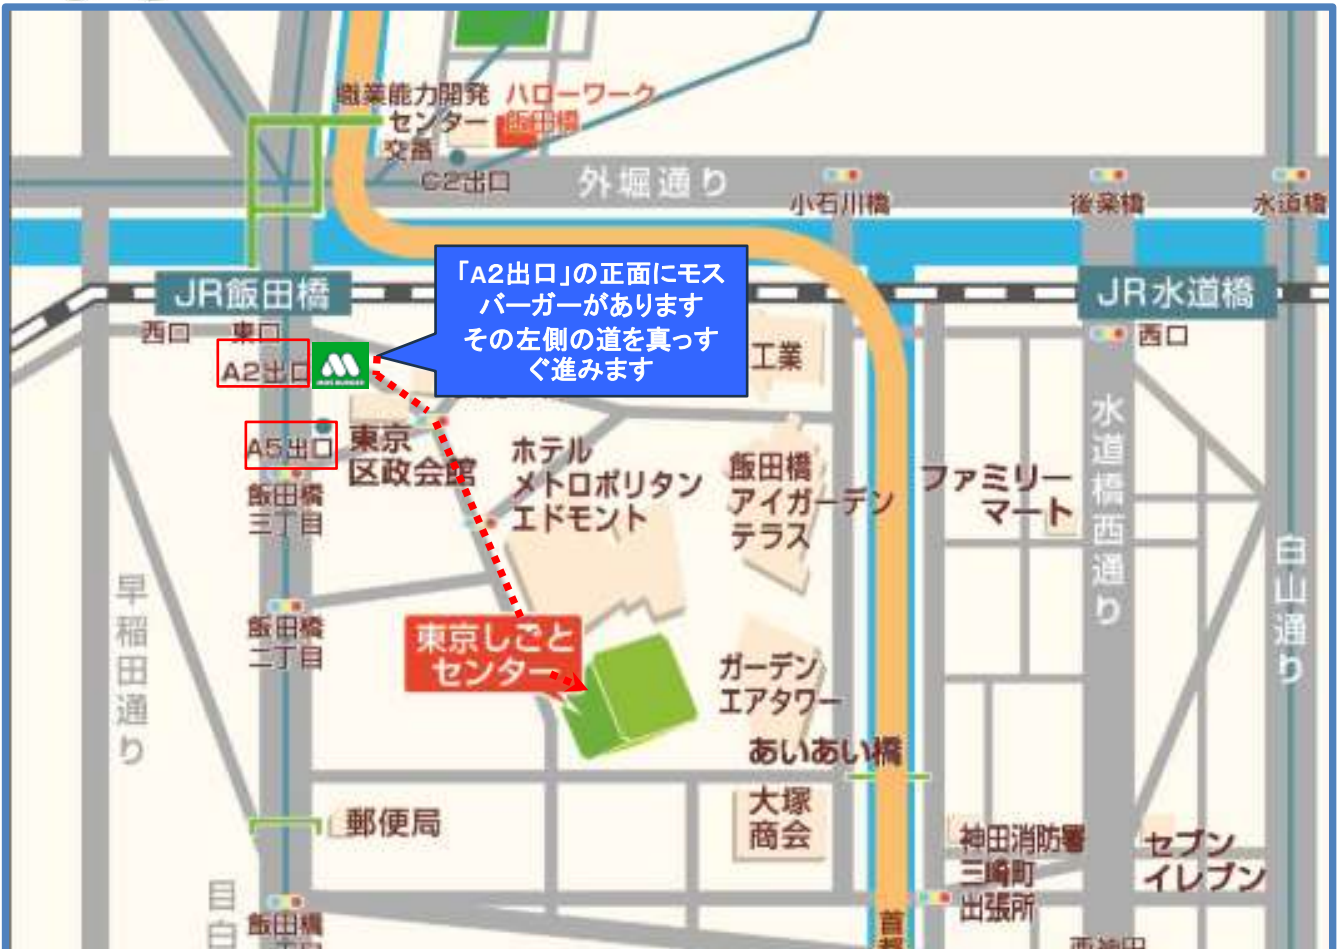 職業能力開発
センター
ハローワーク
飯田橋
交番
C2出口
外堀通り
小石川橋
後楽橋
水道橋
JR飯田橋
「A2出口」の正面にモス
バーガーがあります
その左側の道を真っす
ぐ進みます
JR水道橋
西口
東口
西口
A2出口
MOS BURGER
工業
A5出口
東京
区政会館
ホテル
メトロポリタン
エドモント
飯田橋
アイガーデン
テラス
ファミリー
マート
水道橋西通り
飯田橋
三丁目
白山通り
早稲田通り
飯田橋
二丁目
東京しごと
センター
ガーデン
エアタワー
あいあい橋
大塚
商会
郵便局
神田消防署
三崎町
出張所
セブン
イレブン
目白
飯田橋
首都
西神田